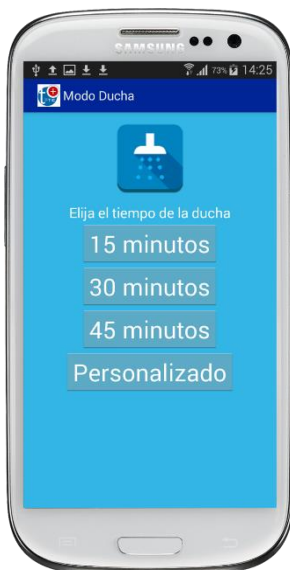 SAMSUNG
73% 14:25
Modo Ducha
Elija el tiempo de la ducha
15 minutos
30 minutos
45 minutos
Personalizado